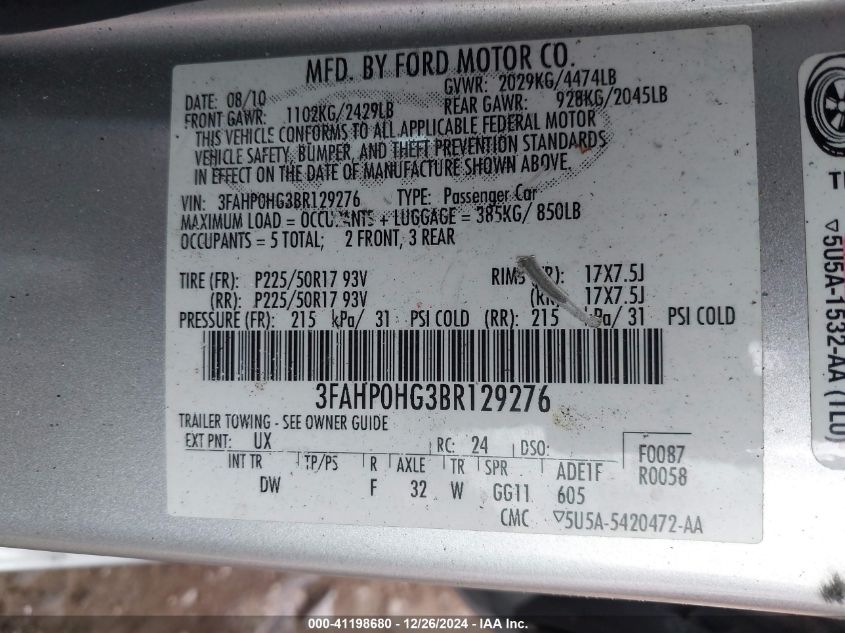 MFD. BY FORD MOTOR CO.
DATE: 08/10 GVWR: 2029KG/4474LB
FRONT GAWR: 1102KG/2429LB REAR GAWR: 928KG/2045LB
THIS VEHICLE CONFORMS TO ALL APPLICABLE FEDERAL MOTOR
VEHICLE SAFETY, BUMPER, AND THEFT PREVENTION STANDARDS
IN EFFECT ON THE DATE OF MANUFACTURE SHOWN ABOVE.
VIN: 3FAHP0HG3BR129276 TYPE: Passenger Car
MAXIMUM LOAD = OCCUPANTS + LUGGAGE = 385KG/ 850LB
OCCUPANTS = 5 TOTAL; 2 FRONT, 3 REAR
TIRE (FR): P225/50R17 93V RIMS (FR): 17X7.5J
(RR): P225/50R17 93V (RR): 17X7.5J
PRESSURE (FR): 215 kPa/ 31 PSI COLD (RR): 215 kPa/ 31 PSI COLD
3FAHP0HG3BR129276
TRAILER TOWING - SEE OWNER GUIDE
EXT PNT: UX RC: 24 DSO: F0087
INT TR TP/PS R AXLE TR SPR ADE1F R0058
DW F 32 W GG11 605
CMC ▽5U5A-5420472-AA
▽5U5A-1532-AA (TLU)
000-41198680 - 12/26/2024 - IAA Inc.